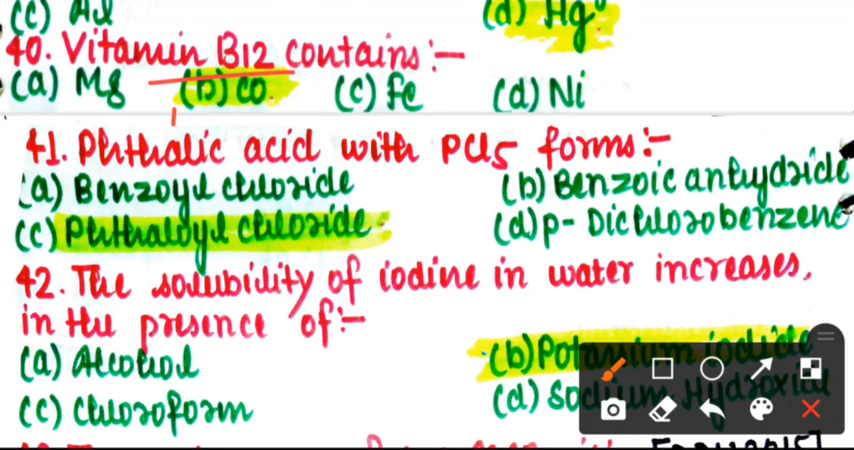 (d) Hg
40. Vitamin B12 contains:-
(a) Mg (b) co (c) fe (d) Ni
41. Phthalic acid with PCl5 forms:-
(a) Benzoyl chloride (b) Benzoic anhydride
(c) Phthaloyl chloride (d) p- Dichlorobenzene
42. The solubility of iodine in water increases,
in the presence of:-
(a) Alcohol (b) Potassium iodide
(c) Chloroform (d) Sodium Hydroxide